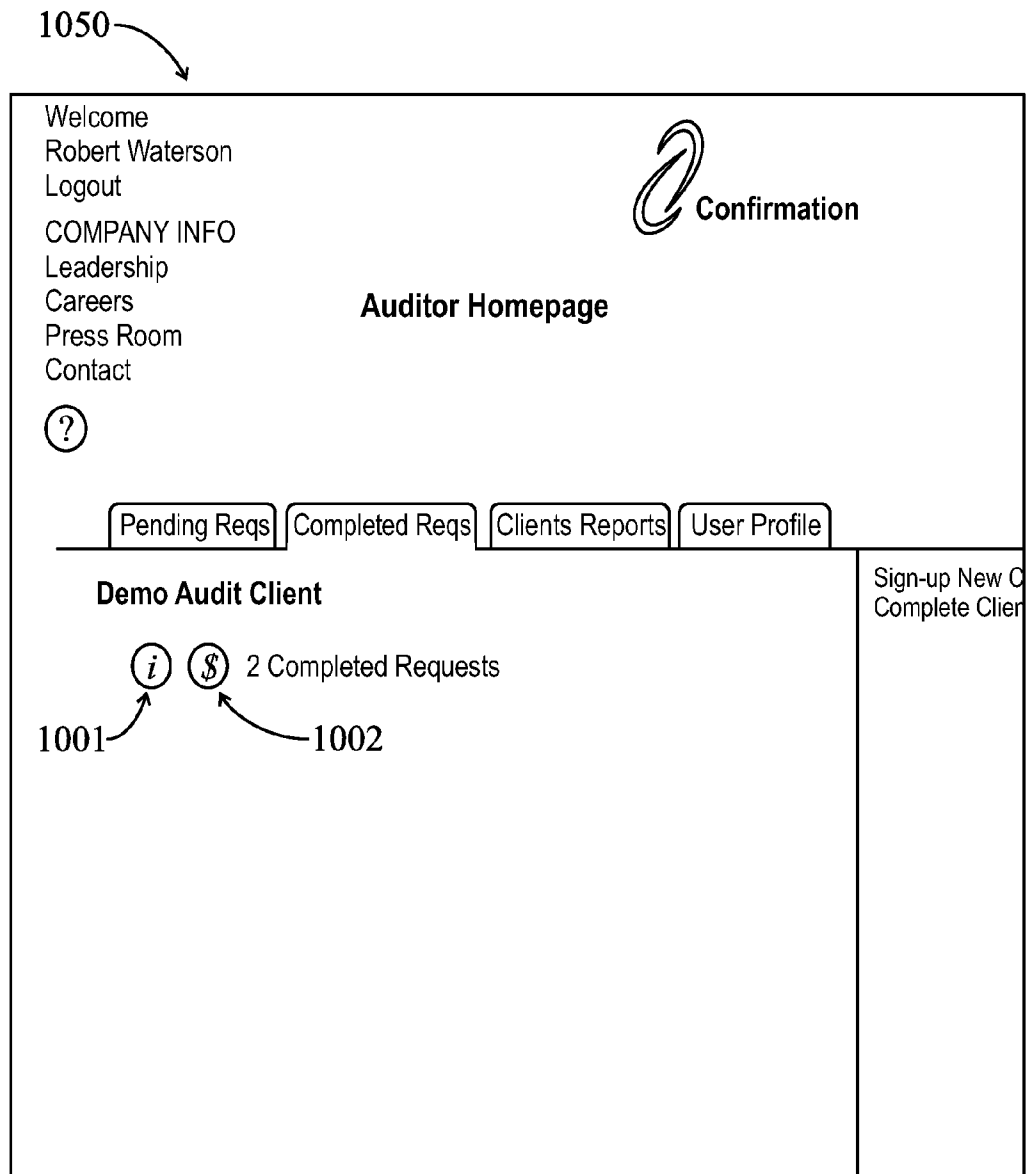 1050
Welcome
Robert Waterson
Logout
Confirmation
COMPANY INFO
Leadership
Careers
Auditor Homepage
Press Room
Contact
?
Pending Reqs Completed Reqs Clients Reports User Profile
Demo Audit Client
Sign-up New C
Complete Clier
i $ 2 Completed Requests
1001 1002